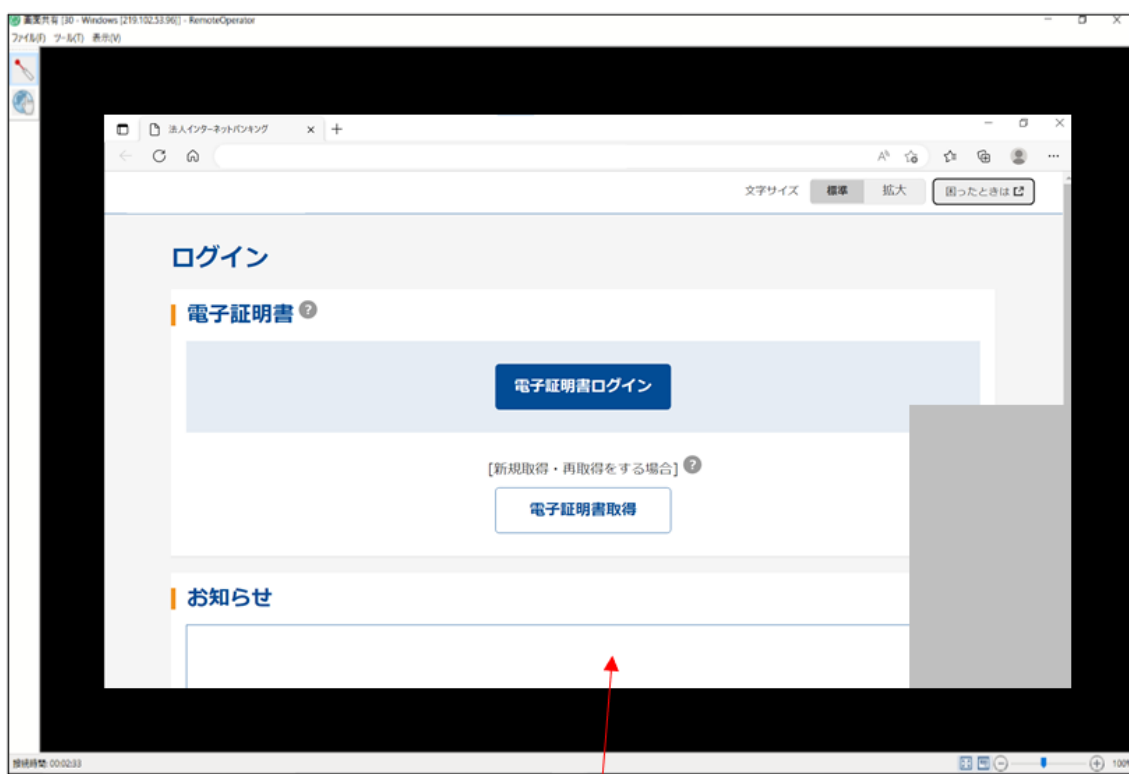 画面共有 [30 - Windows [219.102.53.96]] - RemoteOperator
ファイル(F) ツール(T) 表示(V)
法人インターネットバンキング
文字サイズ 標準 拡大 困ったときは
ログイン
電子証明書
電子証明書ログイン
[新規取得・再取得をする場合]
電子証明書取得
お知らせ
接続時間: 00:02:33
100%